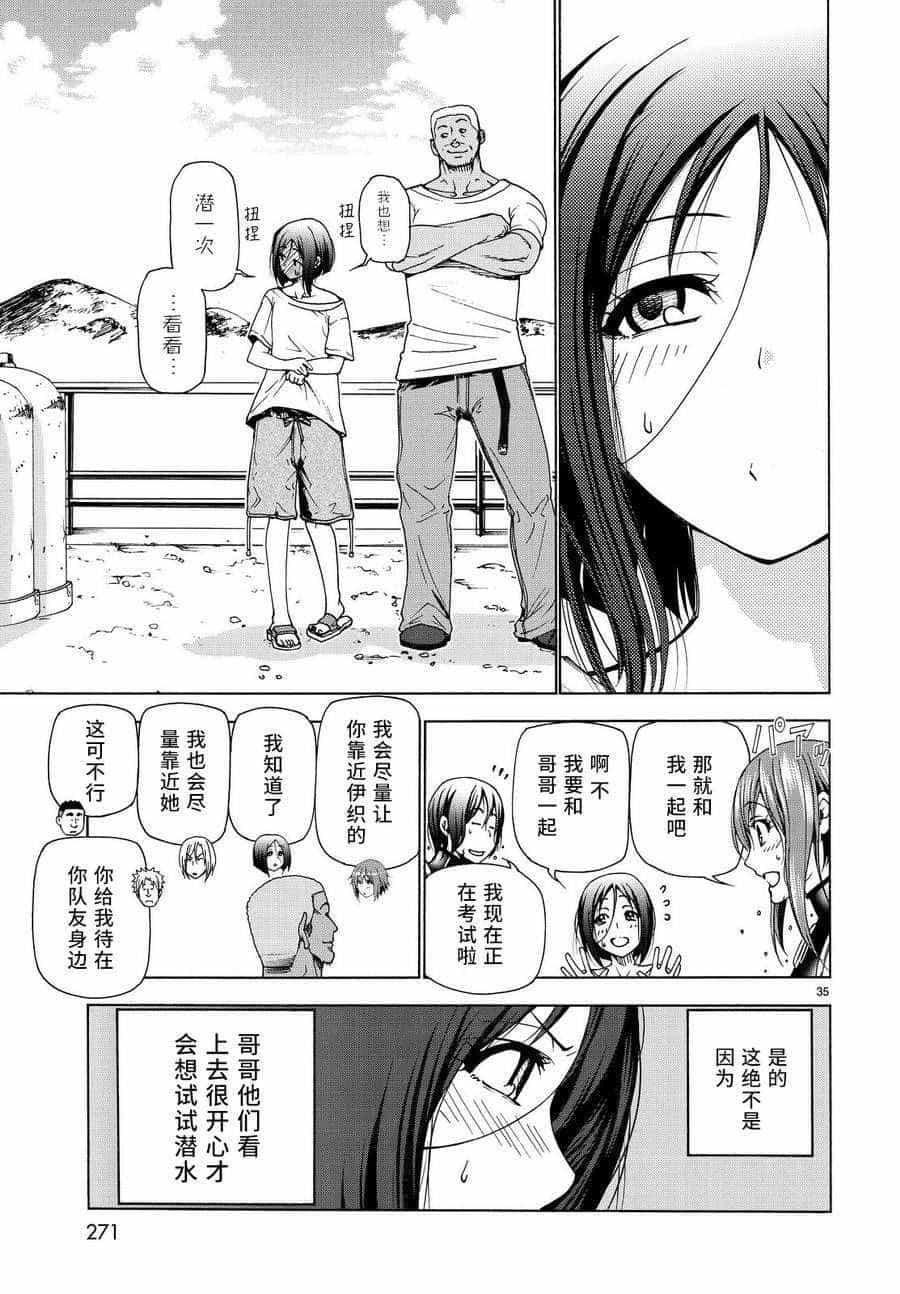 我也想…
扭捏
扭捏
潜一次
…看看…
パアァッ
那就和
我一起吧
啊不
我要和
哥哥一起
我现在正
在考试啦
35
我会尽量让
你靠近伊织的
我知道了
我也会尽
量靠近她
这可不行
你给我待在
你队友身边
是的
这绝不是
因为
哥哥他们看
上去很开心才
会想试试潜水
271